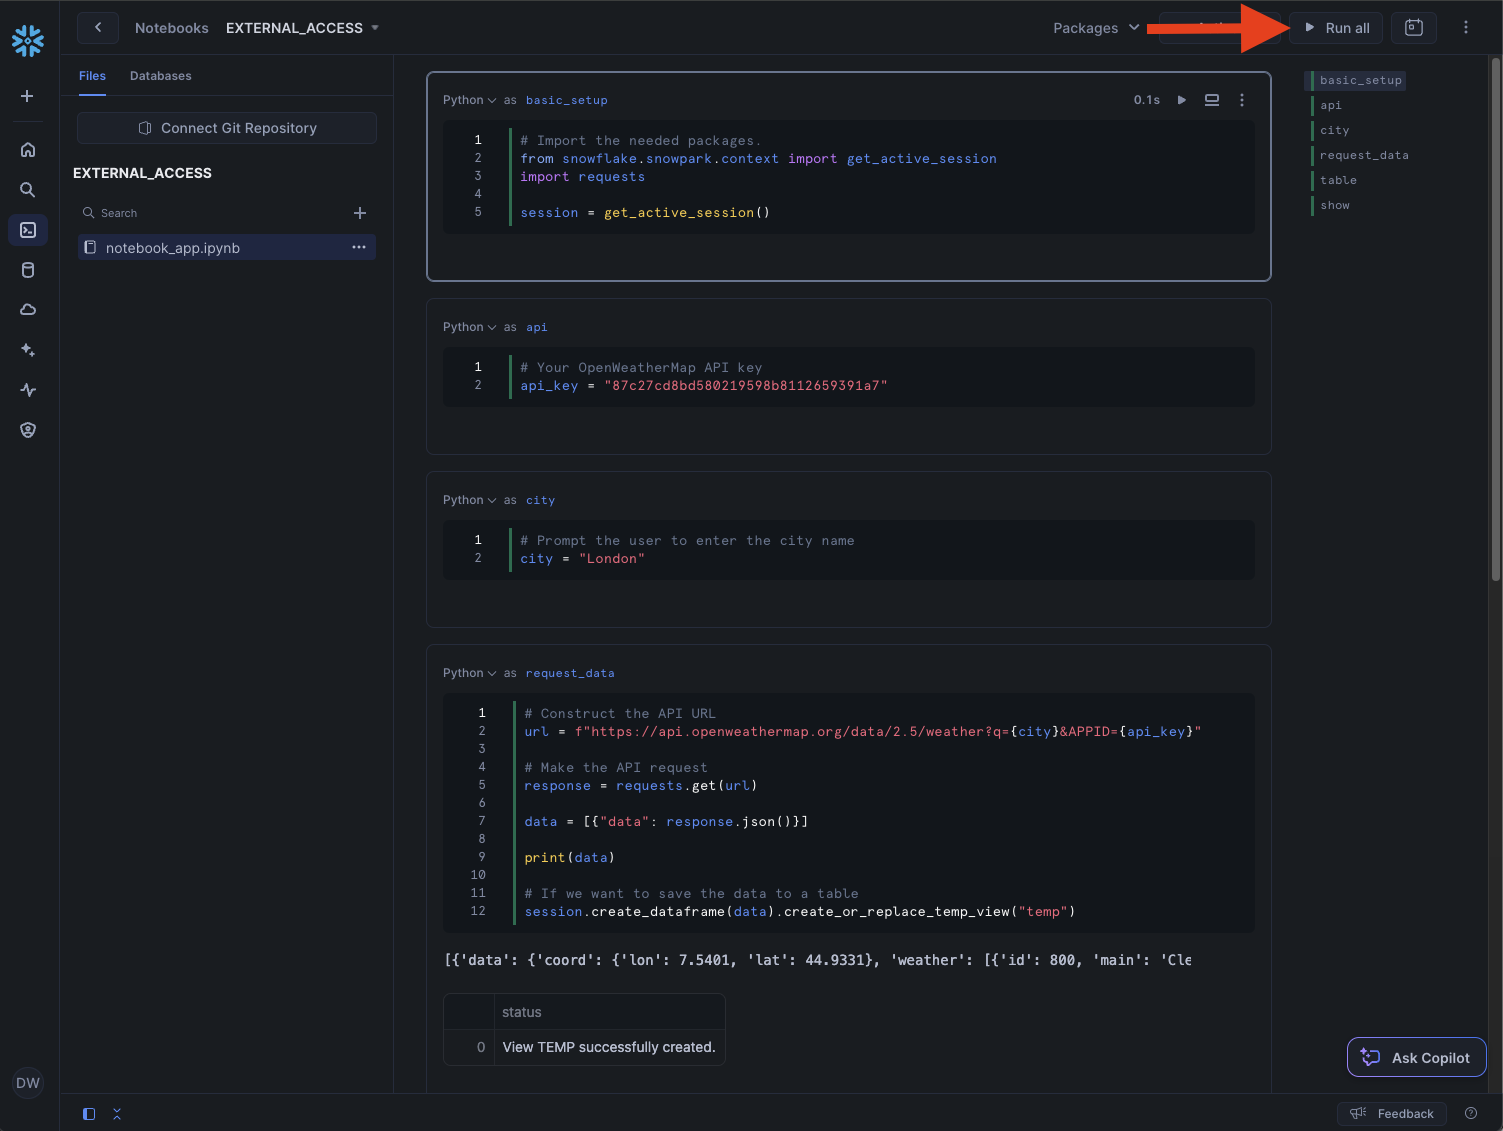 Notebooks EXTERNAL_ACCESS
Packages
Run all
Files Databases
Connect Git Repository
EXTERNAL_ACCESS
Search
notebook_app.ipynb
DW
Python as basic_setup
0.1s
1 # Import the needed packages.
2 from snowflake.snowpark.context import get_active_session
3 import requests
4
5 session = get_active_session()
Python as api
1 # Your OpenWeatherMap API key
2 api_key = "87c27cd8bd580219598b8112659391a7"
Python as city
1 # Prompt the user to enter the city name
2 city = "London"
Python as request_data
1 # Construct the API URL
2 url = f"https://api.openweathermap.org/data/2.5/weather?q={city}&APPID={api_key}"
3
4 # Make the API request
5 response = requests.get(url)
6
7 data = [{"data": response.json()}]
8
9 print(data)
10
11 # If we want to save the data to a table
12 session.create_dataframe(data).create_or_replace_temp_view("temp")
[{'data': {'coord': {'lon': 7.5401, 'lat': 44.9331}, 'weather': [{'id': 800, 'main': 'Cle
status
0 View TEMP successfully created.
basic_setup
api
city
request_data
table
show
Ask Copilot
Feedback